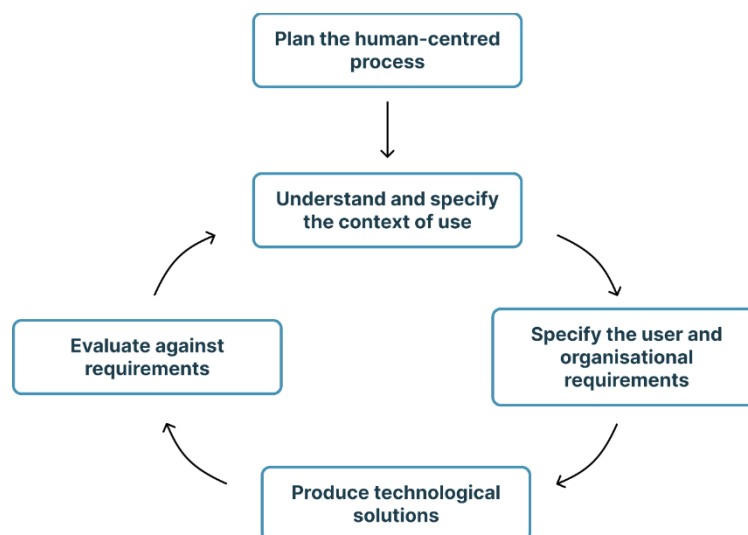 Plan the human-centred
process
Understand and specify
the context of use
Specify the user and
organisational
requirements
Produce technological
solutions
Evaluate against
requirements